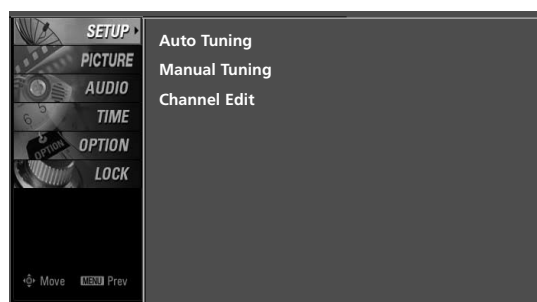 SETUP
PICTURE
AUDIO
TIME
OPTION
LOCK
Auto Tuning
Manual Tuning
Channel Edit
Move MENU Prev